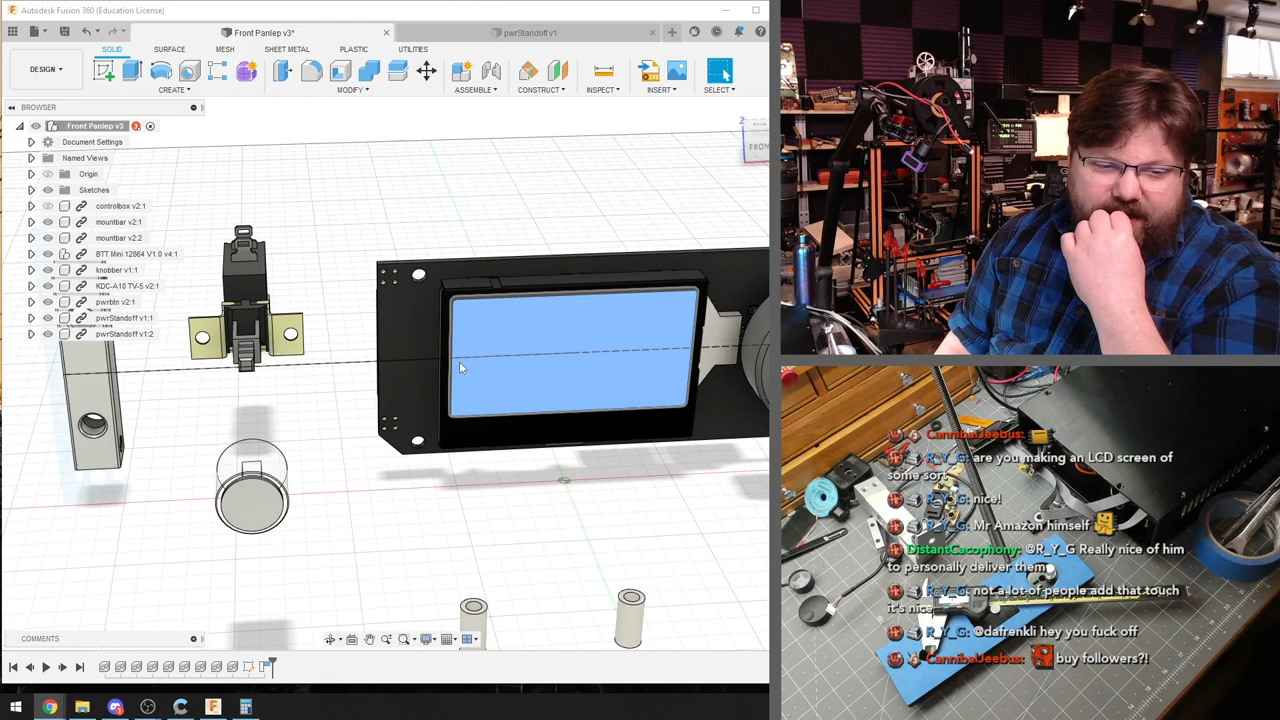 Autodesk Fusion 360 (Education License)
Front Panlep v3*
pwrStandoff v1
DESIGN
SOLID
SURFACE
MESH
SHEET METAL
PLASTIC
UTILITIES
CREATE
MODIFY
ASSEMBLE
CONSTRUCT
INSPECT
INSERT
SELECT
BROWSER
Front Panlep v3
Document Settings
Named Views
Origin
Sketches
controlbox v2:1
mountbar v2:1
mountbar v2:2
BTT Mini 12864 V1.0 v4:1
knobber v1:1
KDC-A10 TV-5 v2:1
pwrbtn v2:1
pwrStandoff v1:1
pwrStandoff v1:2
Z
FRONT
COMMENTS
CannibalJeebus:
R_Y_G: are you making an LCD screen of
some sort
R_Y_G: nice!
R_Y_G: Mr Amazon himself
DistantCacophony: @R_Y_G Really nice of him
to personally deliver them
R_Y_G: not a lot of people add that touch
it's nice
R_Y_G: @dafrenkli hey you fuck off
CannibalJeebus: buy followers?!